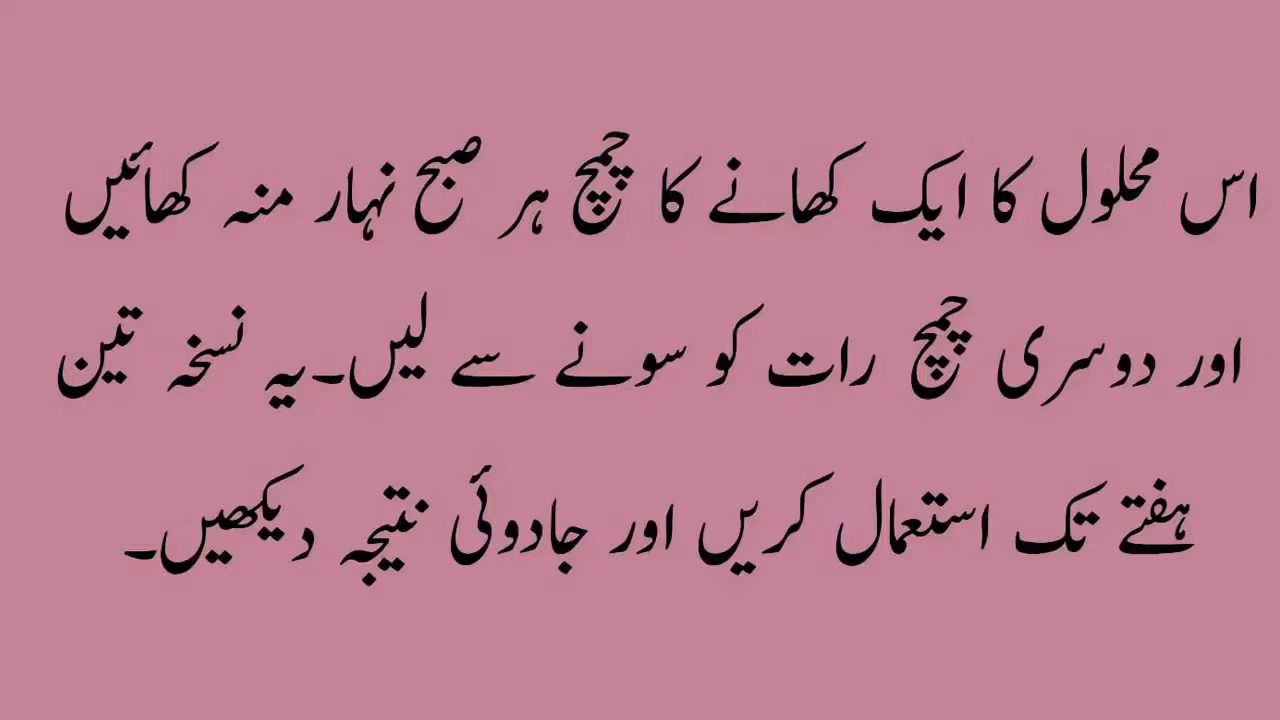 اس محلول کا ایک کھانے کا چمچ ہر صبح نہار منہ کھائیں
اور دوسری چمچ رات کو سونے سے لیں۔یہ نسخہ تین
ہفتے تک استعمال کریں اور جادوئی نتیجہ دیکھیں۔